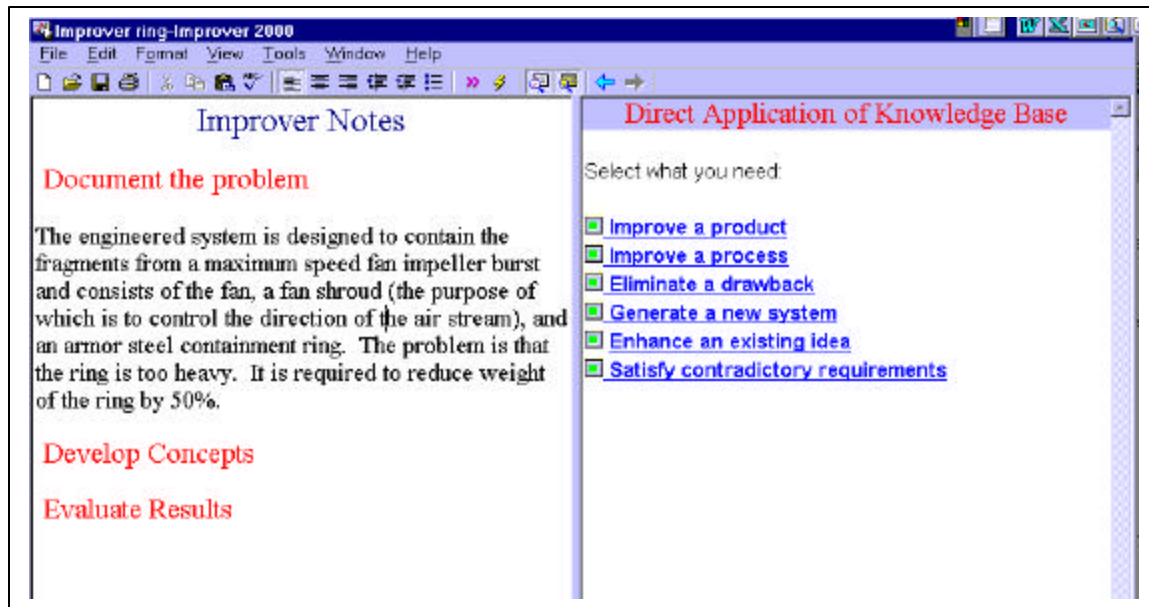 Improver ring-Improver 2000
File Edit Format View Tools Window Help
Improver Notes
Document the problem
The engineered system is designed to contain the
fragments from a maximum speed fan impeller burst
and consists of the fan, a fan shroud (the purpose of
which is to control the direction of the air stream), and
an armor steel containment ring. The problem is that
the ring is too heavy. It is required to reduce weight
of the ring by 50%.
Develop Concepts
Evaluate Results
Direct Application of Knowledge Base
Select what you need:
Improve a product
Improve a process
Eliminate a drawback
Generate a new system
Enhance an existing idea
Satisfy contradictory requirements